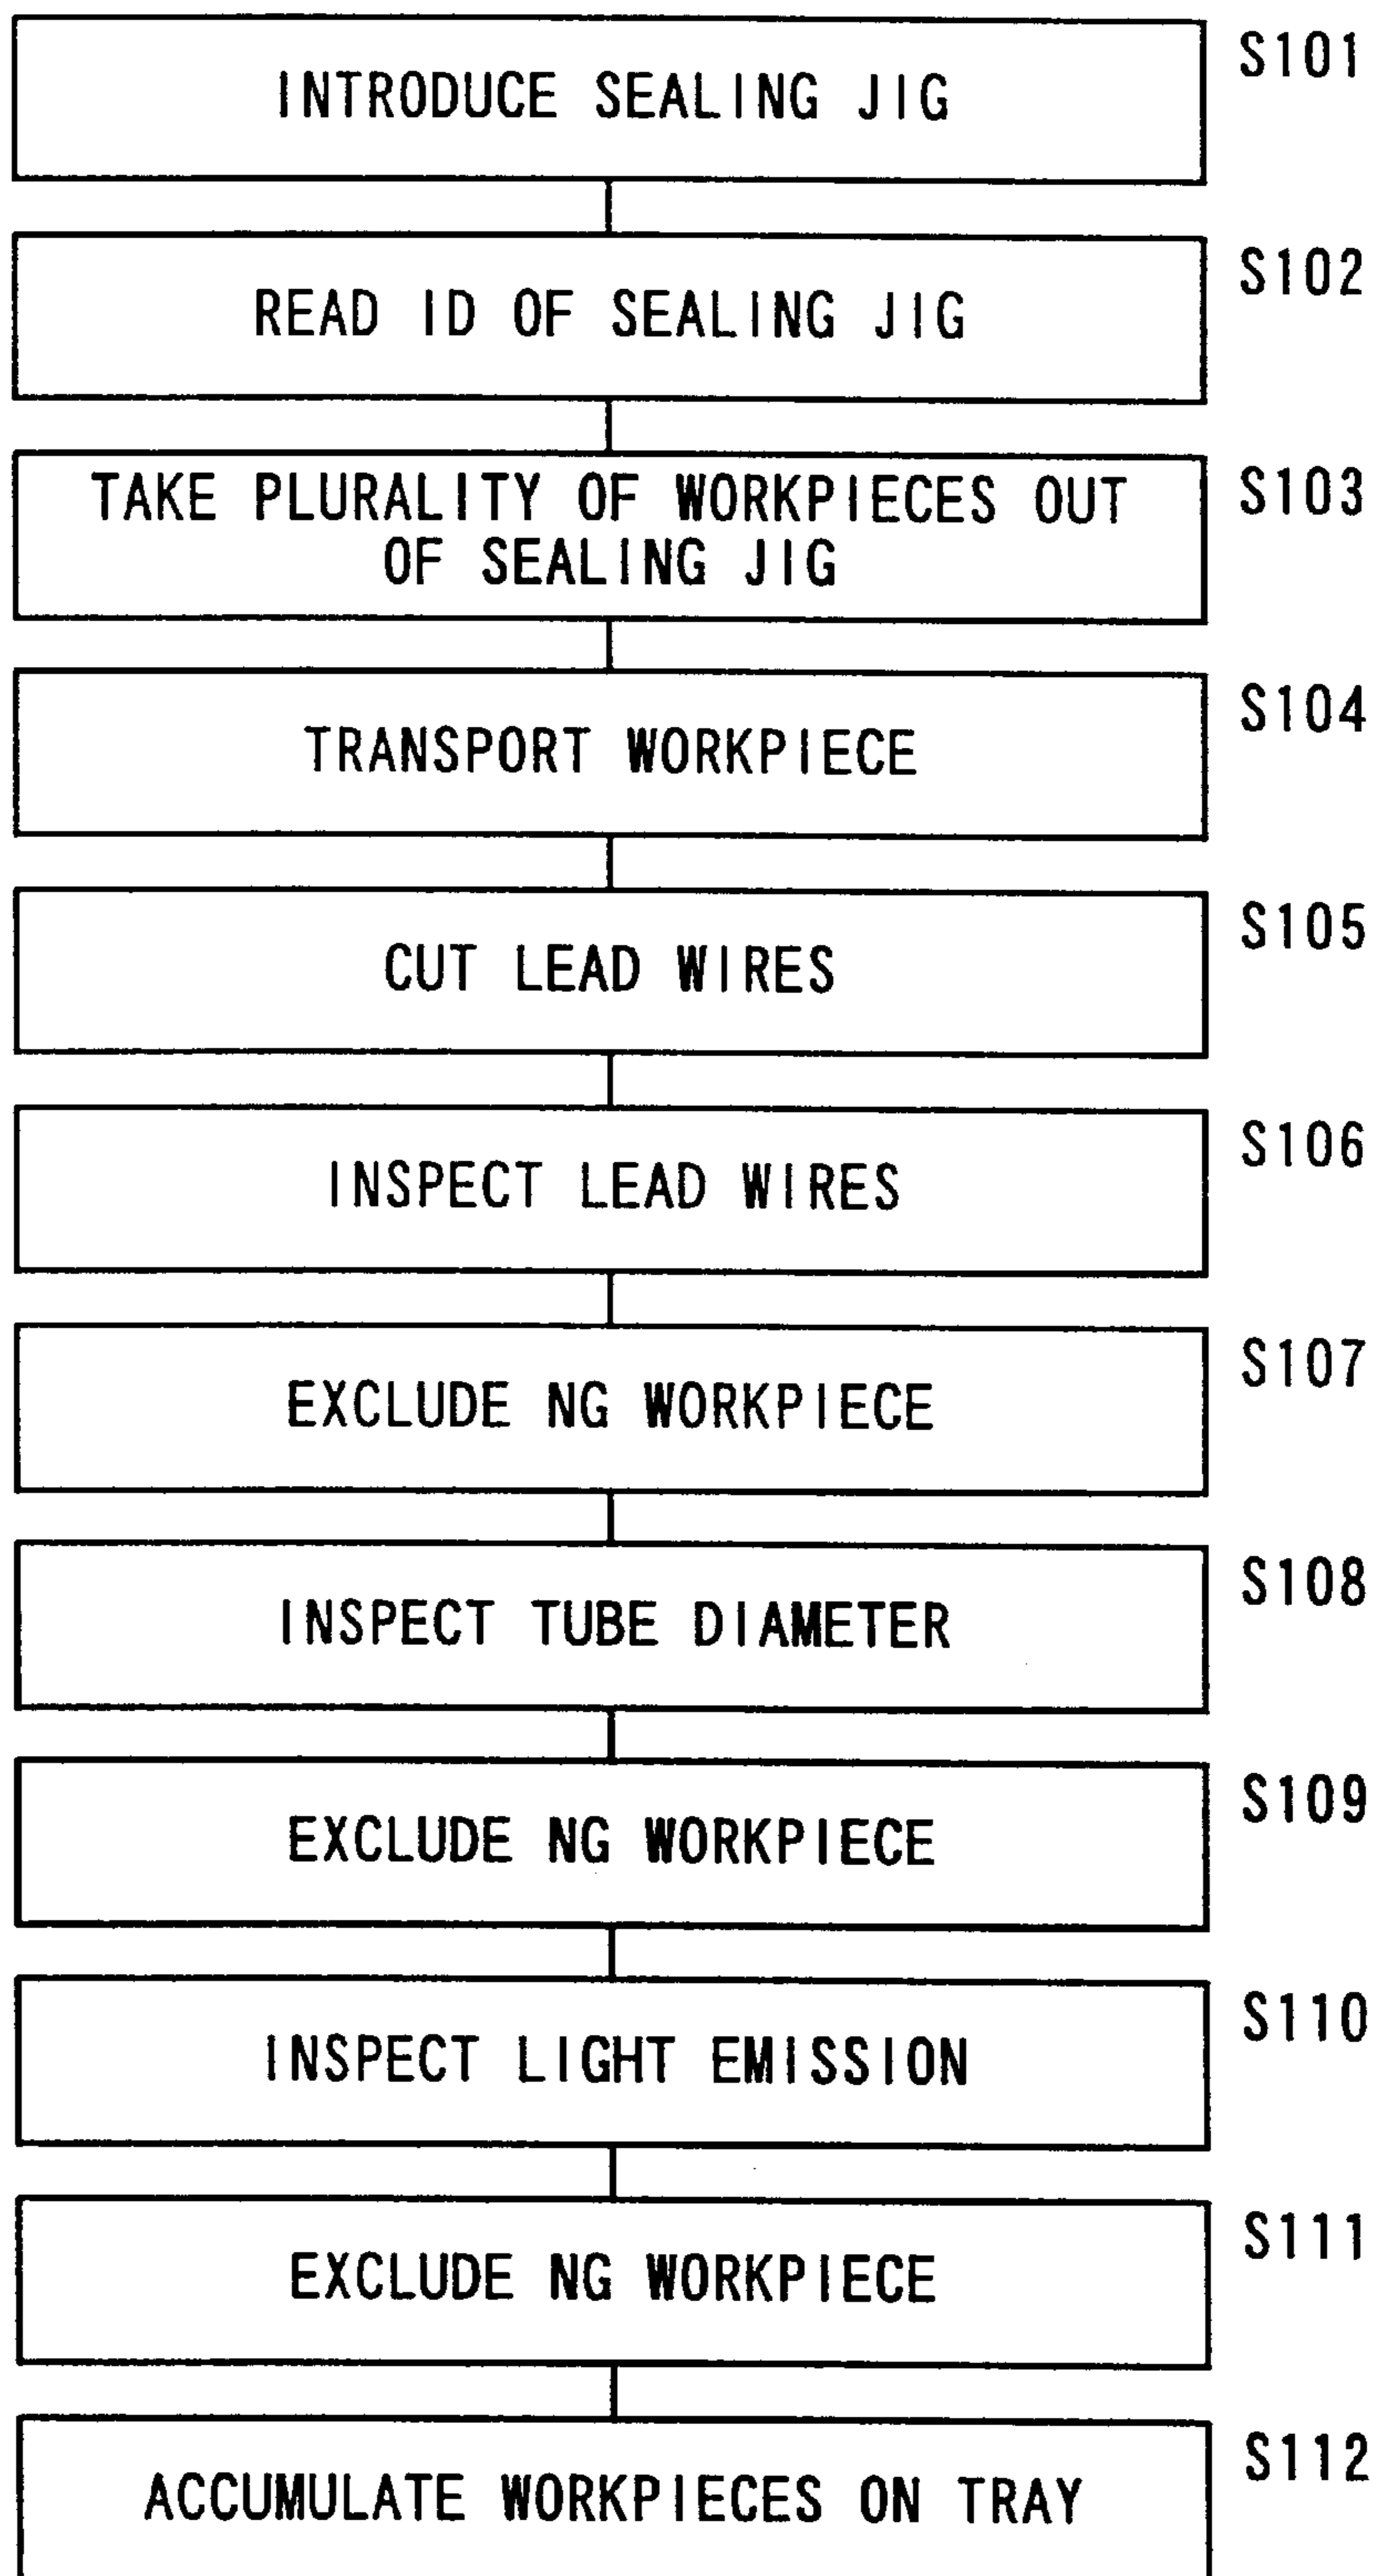 INTRODUCE SEALING JIG
S101
READ ID OF SEALING JIG
S102
TAKE PLURALITY OF WORKPIECES OUT
OF SEALING JIG
S103
TRANSPORT WORKPIECE
S104
CUT LEAD WIRES
S105
INSPECT LEAD WIRES
S106
EXCLUDE NG WORKPIECE
S107
INSPECT TUBE DIAMETER
S108
EXCLUDE NG WORKPIECE
S109
INSPECT LIGHT EMISSION
S110
EXCLUDE NG WORKPIECE
S111
ACCUMULATE WORKPIECES ON TRAY
S112